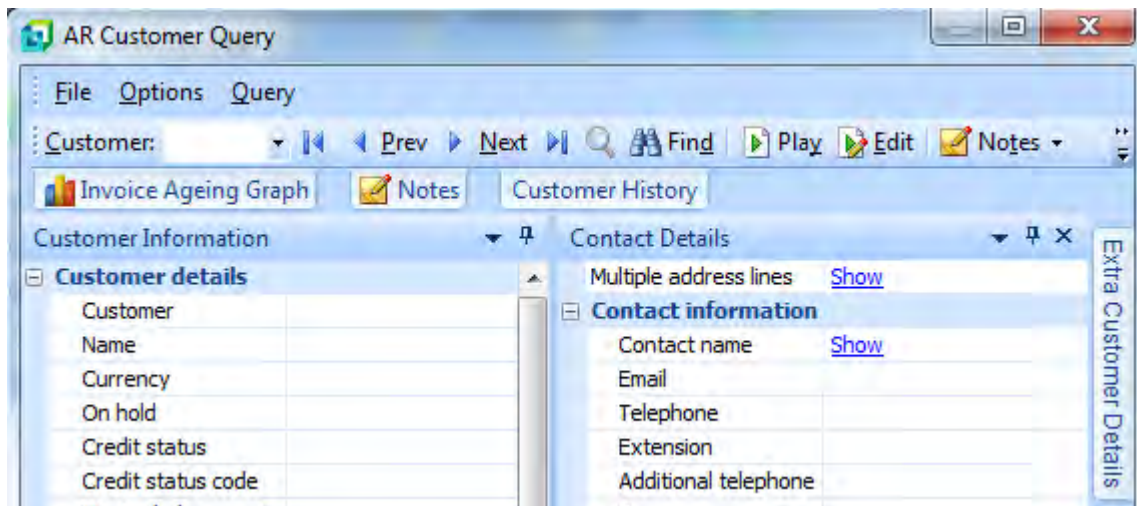 AR Customer Query
File Options Query
Customer: Prev Next Find Play Edit Notes
Invoice Ageing Graph Notes Customer History
Customer Information Contact Details
Customer details Multiple address lines Show
Customer Contact information
Name Contact name Show
Currency Email
On hold Telephone
Credit status Extension
Credit status code Additional telephone
Extra Customer Details